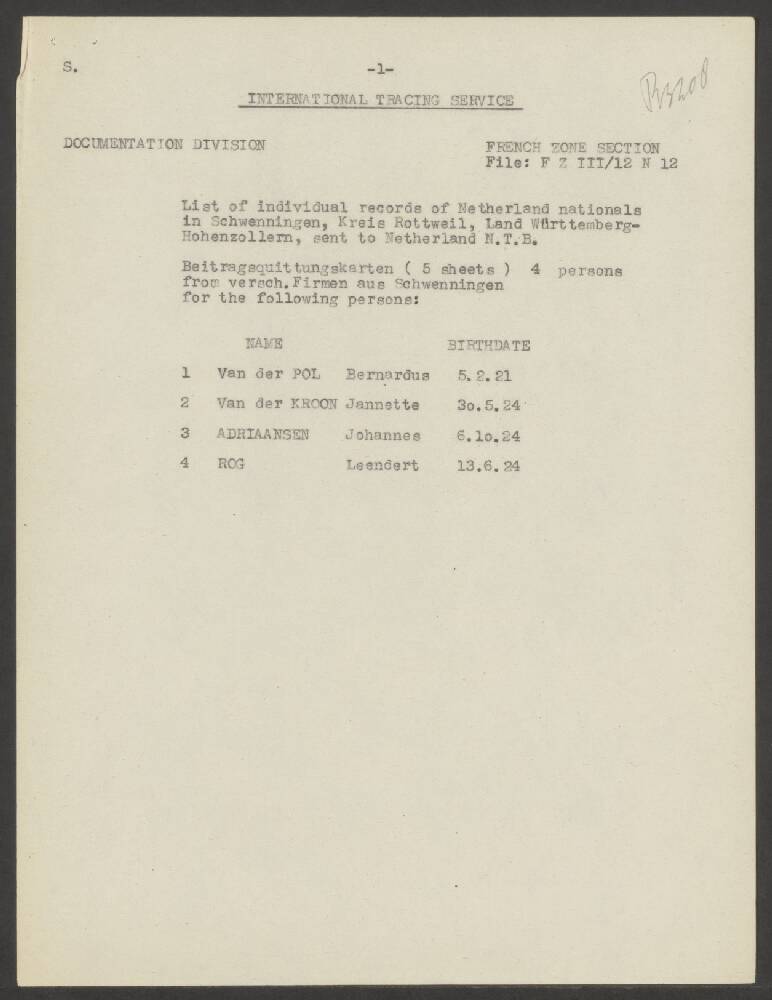 S.
-1-
INTERNATIONAL TRACING SERVICE
DOCUMENTATION DIVISION
FRENCH ZONE SECTION
File: F Z III/12 N 12
List of individual records of Netherland nationals
in Schwenningen, Kreis Rottweil, Land Württemberg-
Hohenzollern, sent to Netherland N.T.B.
Beitragsquittungskarten ( 5 sheets ) 4 persons
from versch.Firmen aus Schwenningen
for the following persons:
NAME BIRTHDATE
1 Van der POL Bernardus 5.2.21
2 Van der KROON Jannette 3o.5.24
3 ADRIAANSEN Johannes 6.1o.24
4 ROG Leendert 13.6.24